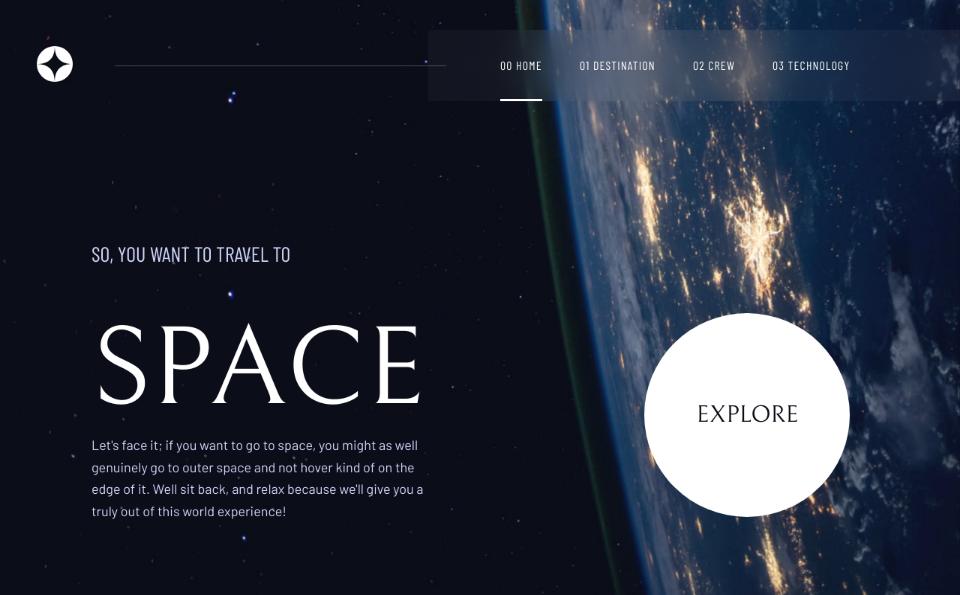 00 HOME 01 DESTINATION 02 CREW 03 TECHNOLOGY
SO, YOU WANT TO TRAVEL TO
SPACE
Let's face it; if you want to go to space, you might as well
genuinely go to outer space and not hover kind of on the
edge of it. Well sit back, and relax because we'll give you a
truly out of this world experience!
EXPLORE